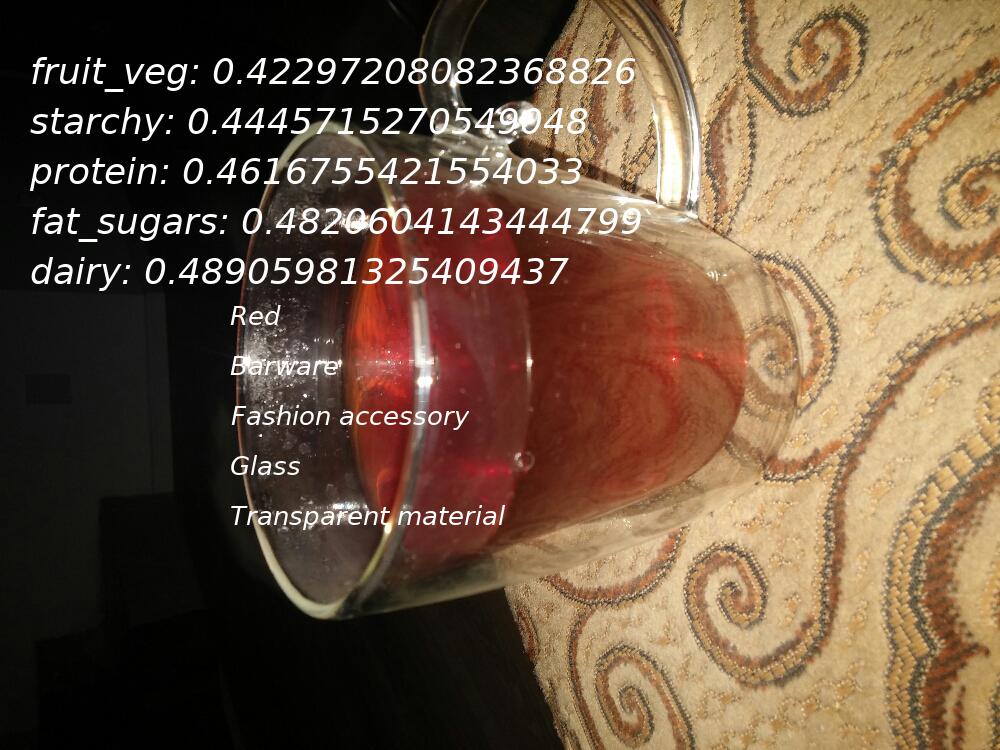 fruit_veg: 0.42297208082368826
starchy: 0.4445715270549048
protein: 0.4616755421554033
fat_sugars: 0.4820604143444799
dairy: 0.48905981325409437
Red
Barware
Fashion accessory
Glass
Transparent material